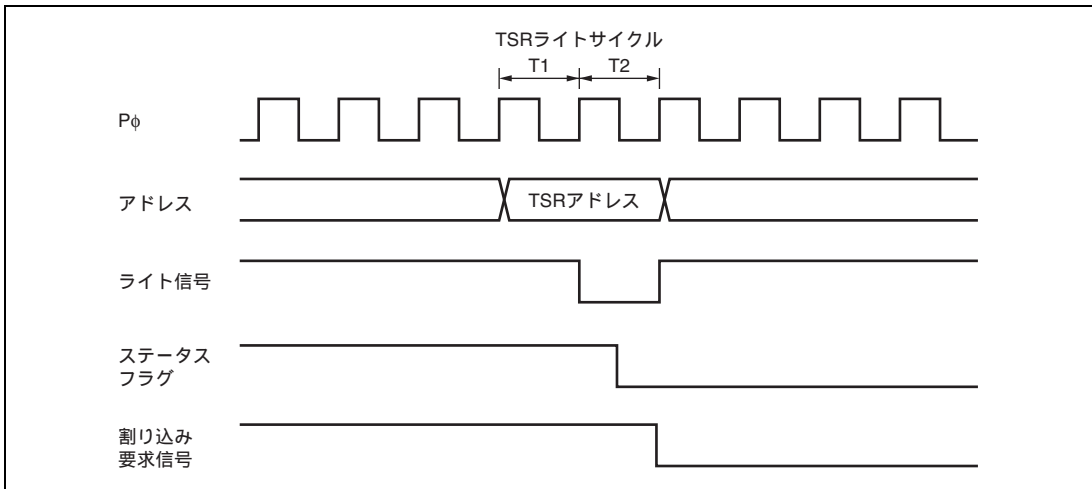 TSRライトサイクル
T1 T2
Pφ
アドレス TSRアドレス
ライト信号
ステータス
フラグ
割り込み
要求信号